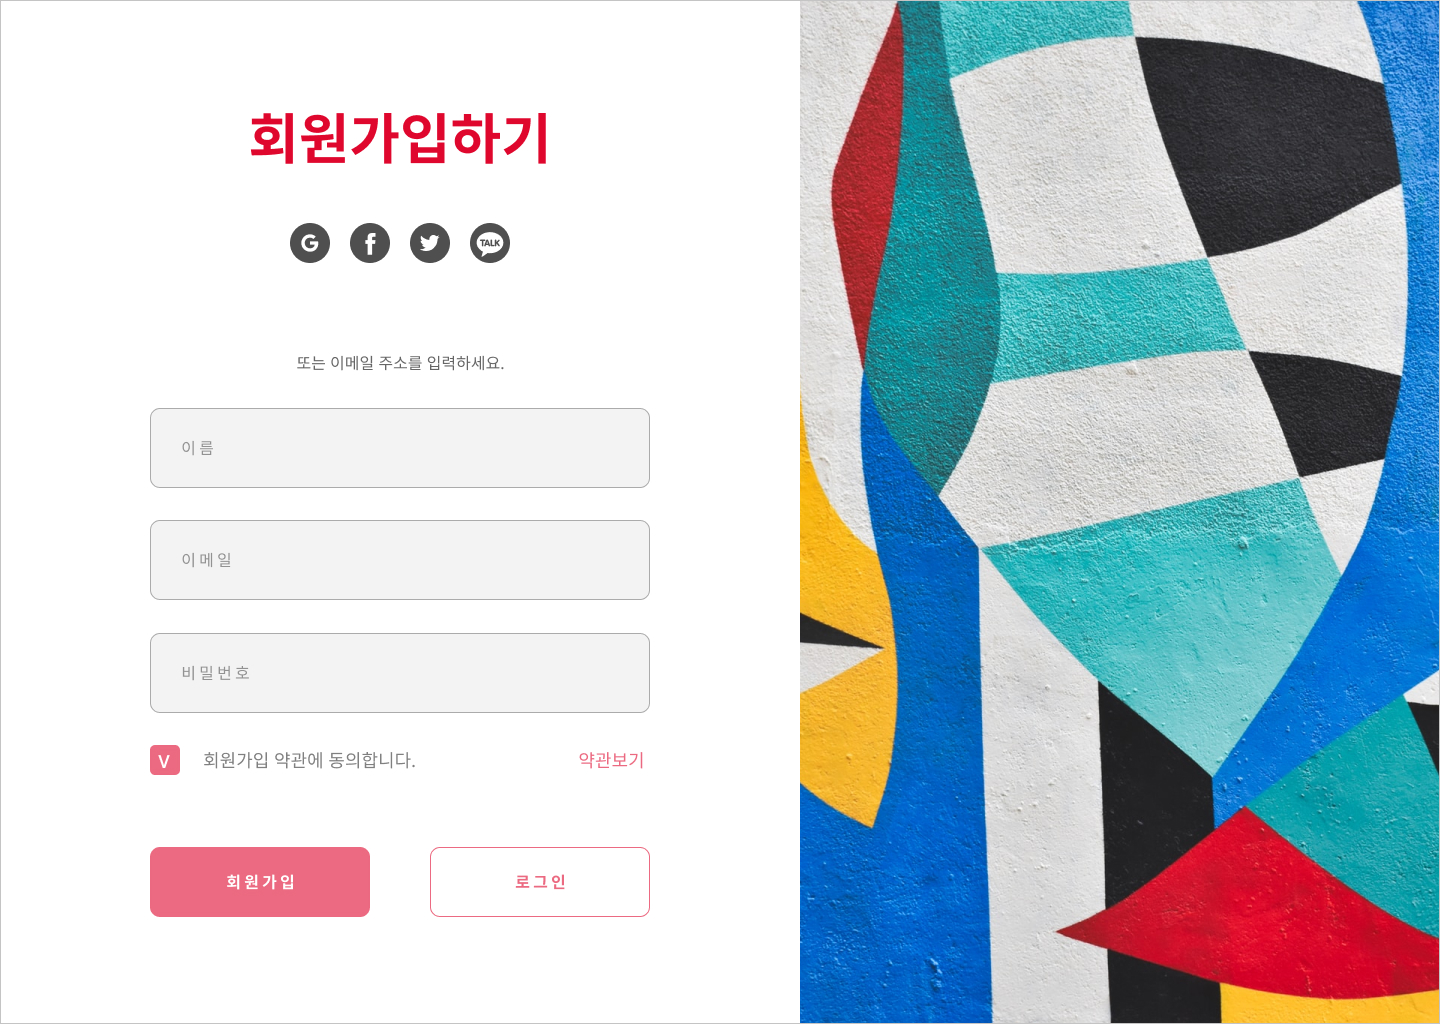 회원가입하기
G f TALK
또는 이메일 주소를 입력하세요.
이름
이메일
비밀번호
V 회원가입 약관에 동의합니다. 약관보기
회원가입 로그인